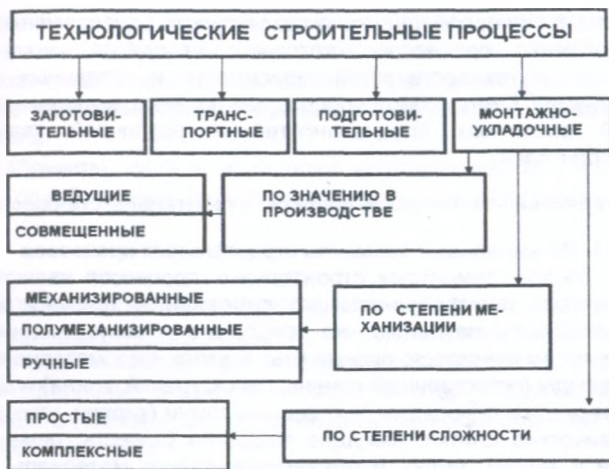 ТЕХНОЛОГИЧЕСКИЕ СТРОИТЕЛЬНЫЕ ПРОЦЕССЫ
ЗАГОТОВИ-
ТЕЛЬНЫЕ
ТРАНС-
ПОРТНЫЕ
ПОДГОТОВИ-
ТЕЛЬНЫЕ
МОНТАЖНО-
УКЛАДОЧНЫЕ
ВЕДУЩИЕ
СОВМЕЩЕННЫЕ
ПО ЗНАЧЕНИЮ В
ПРОИЗВОДСТВЕ
МЕХАНИЗИРОВАННЫЕ
ПОЛУМЕХАНИЗИРОВАННЫЕ
РУЧНЫЕ
ПО СТЕПЕНИ МЕ-
ХАНИЗАЦИИ
ПРОСТЫЕ
КОМПЛЕКСНЫЕ
ПО СТЕПЕНИ СЛОЖНОСТИ